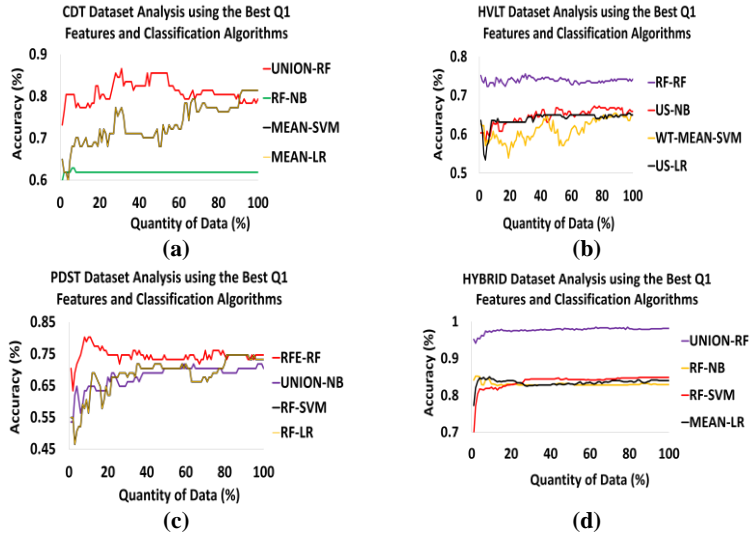 CDT Dataset Analysis using the Best Q1
Features and Classification Algorithms
Accuracy (%)
0.9
0.8
0.7
0.6
0
20
40
60
80
100
Quantity of Data (%)
UNION-RF
RF-NB
MEAN-SVM
MEAN-LR
(a)
HVLT Dataset Analysis using the Best Q1
Features and Classification Algorithms
Accuracy (%)
0.8
0.7
0.6
0.5
0
20
40
60
80
100
Quantity of Data (%)
RF-RF
US-NB
WT-MEAN-SVM
US-LR
(b)
PDST Dataset Analysis using the Best Q1
Features and Classification Algorithms
Accuracy (%)
0.85
0.75
0.65
0.55
0.45
0
20
40
60
80
100
Quantity of Data (%)
RFE-RF
UNION-NB
RF-SVM
RF-LR
(c)
HYBRID Dataset Analysis using the Best Q1
Features and Classification Algorithms
Accuracy (%)
1
0.9
0.8
0.7
0
20
40
60
80
100
Quantity of Data (%)
UNION-RF
RF-NB
RF-SVM
MEAN-LR
(d)